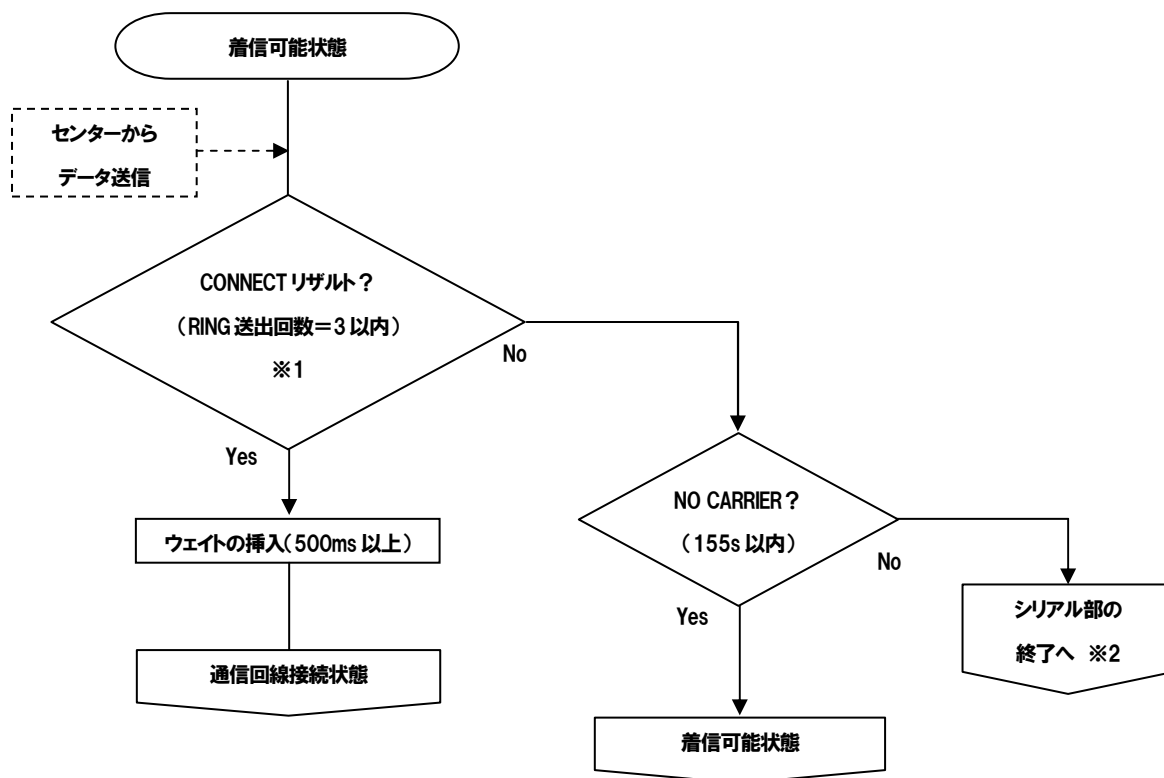 着信可能状態
センターから
データ送信
CONNECTリザルト？
（RING送出回数＝3以内）
※1
No
Yes
ウェイトの挿入（500ms以上）
通信回線接続状態
NO CARRIER？
（155s以内）
No
Yes
シリアル部の
終了へ ※2
着信可能状態